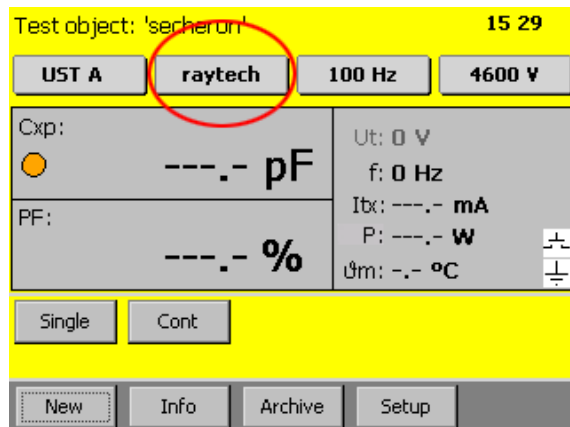 Test object: 'secheron' 15 29
UST A raytech 100 Hz 4600 V
Cxp:
---.- pF
PF:
---.- %
Ut: 0 V
f: 0 Hz
Itx: ---.- mA
P: ---.- W
ϑm: -.- ºC
Single Cont
New Info Archive Setup